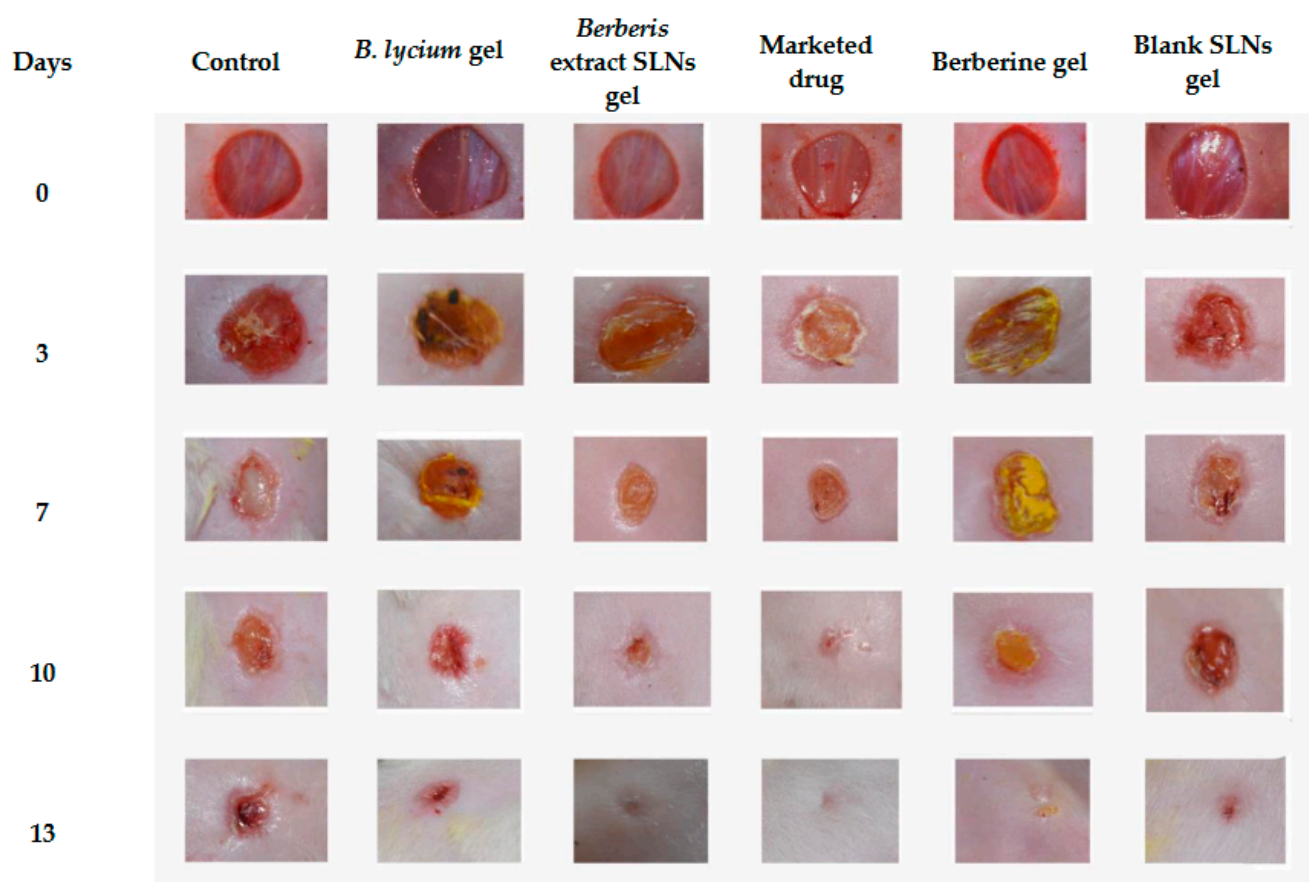 Days
Control
B. lycium gel
Berberis
extract SLNs
gel
Marketed
drug
Berberine gel
Blank SLNs
gel
0
3
7
10
13